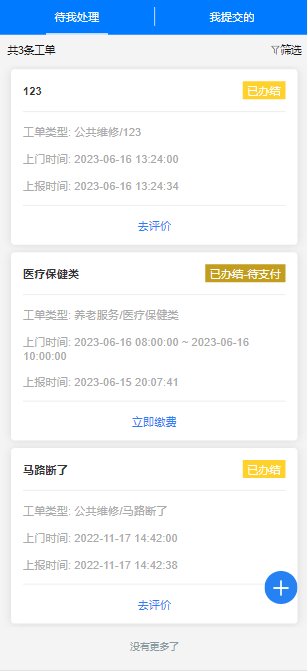 待我处理 我提交的
共3条工单 筛选
123 已办结
工单类型: 公共维修/123
上门时间: 2023-06-16 13:24:00
上报时间: 2023-06-16 13:24:34
去评价
医疗保健类 已办结-待支付
工单类型: 养老服务/医疗保健类
上门时间: 2023-06-16 08:00:00 ~ 2023-06-16
10:00:00
上报时间: 2023-06-15 20:07:41
立即缴费
马路断了 已办结
工单类型: 公共维修/马路断了
上门时间: 2022-11-17 14:42:00
上报时间: 2022-11-17 14:42:38
去评价
没有更多了